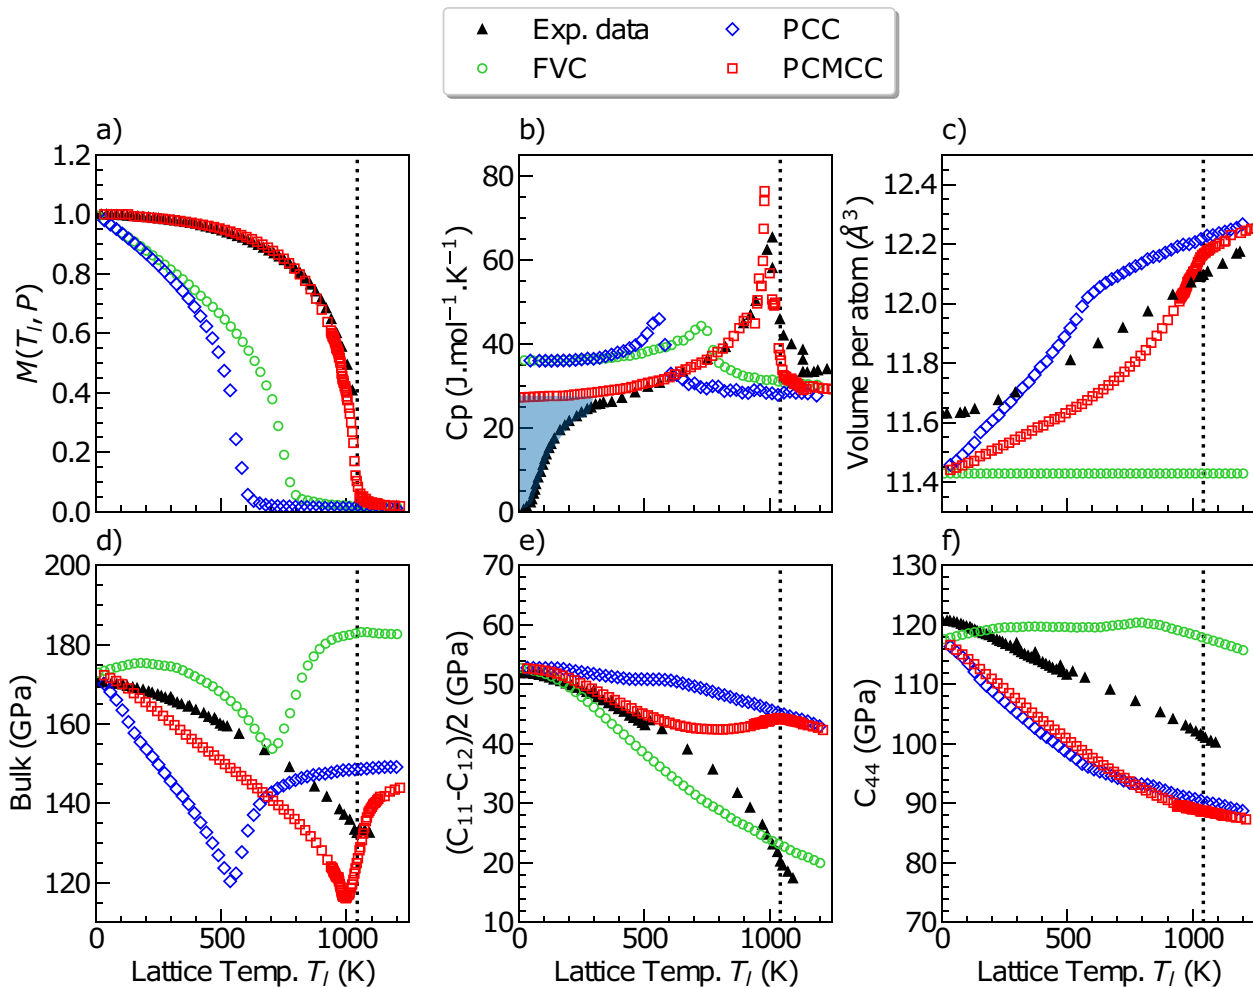 Exp. data
PCC
FVC
PCMCC
a)
b)
c)
1.2
1.0
0.8
0.6
0.4
0.2
0.0
M(T_l, P)
80
60
40
20
0
Cp (J.mol⁻¹.K⁻¹)
12.4
12.2
12.0
11.8
11.6
11.4
Volume per atom (Å³)
d)
e)
f)
200
180
160
140
120
Bulk (GPa)
0
500
1000
Lattice Temp. T_l (K)
70
60
50
40
30
20
10
(C₁₁-C₁₂)/2 (GPa)
0
500
1000
Lattice Temp. T_l (K)
130
120
110
100
90
80
70
C₄₄ (GPa)
0
500
1000
Lattice Temp. T_l (K)